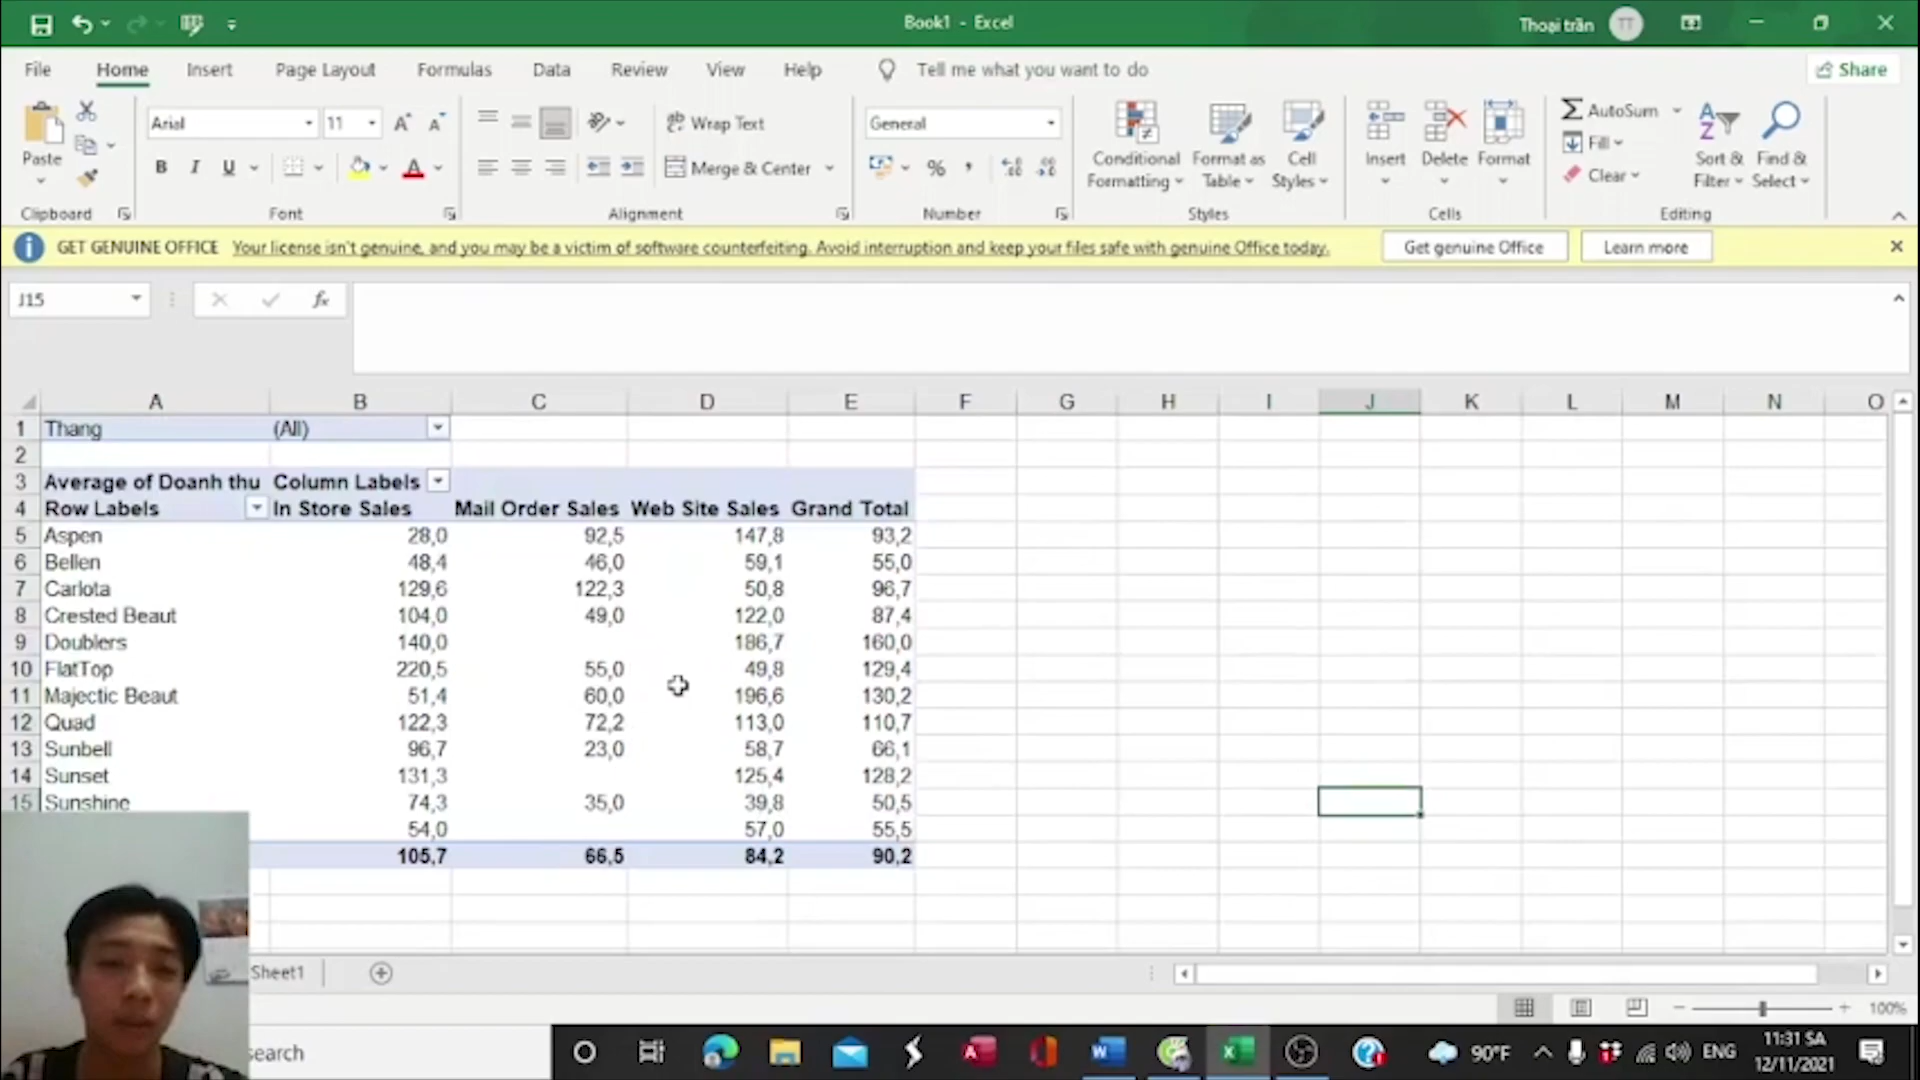 Book1 - Excel
Thoại trần TT
File Home Insert Page Layout Formulas Data Review View Help Tell me what you want to do Share
Paste
Clipboard
Arial 11
B I U
Font
Wrap Text
Merge & Center
Alignment
General
% ,
Number
Conditional Formatting
Format as Table
Cell Styles
Styles
Insert
Delete
Format
Cells
AutoSum
Fill
Clear
Sort & Filter
Find & Select
Editing
GET GENUINE OFFICE Your license isn't genuine, and you may be a victim of software counterfeiting. Avoid interruption and keep your files safe with genuine Office today. Get genuine Office Learn more
J15 fx
A B C D E F G H I J K L M N O
1 Thang (All)
2
3 Average of Doanh thu Column Labels
4 Row Labels In Store Sales Mail Order Sales Web Site Sales Grand Total
5 Aspen 28,0 92,5 147,8 93,2
6 Bellen 48,4 46,0 59,1 55,0
7 Carlota 129,6 122,3 50,8 96,7
8 Crested Beaut 104,0 49,0 122,0 87,4
9 Doublers 140,0 186,7 160,0
10 FlatTop 220,5 55,0 49,8 129,4
11 Majectic Beaut 51,4 60,0 196,6 130,2
12 Quad 122,3 72,2 113,0 110,7
13 Sunbell 96,7 23,0 58,7 66,1
14 Sunset 131,3 125,4 128,2
15 Sunshine 74,3 35,0 39,8 50,5
54,0 57,0 55,5
105,7 66,5 84,2 90,2
Sheet1
100%
earch
90°F ENG
11:31 SA
12/11/2021